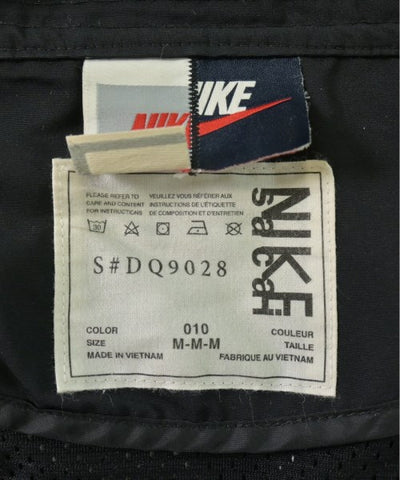 NIKE
NIKE
PLEASE REFER TO
CARE AND CONTENT
FOR INSTRUCTIONS
VEUILLEZ VOUS RÉFÉRER AUX
INSTRUCTIONS DE L'ÉTIQUETTE
DE COMPOSITION ET D'ENTRETIEN
30
S#DQ9028
NIKE
sacai
COLOR 010 COULEUR
SIZE M-M-M TAILLE
MADE IN VIETNAM FABRIQUE AU VIETNAM